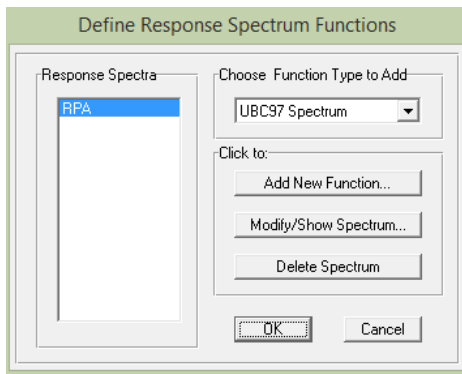 Define Response Spectrum Functions
Response Spectra
RPA
Choose Function Type to Add
UBC97 Spectrum
Click to:
Add New Function...
Modify/Show Spectrum...
Delete Spectrum
OK
Cancel